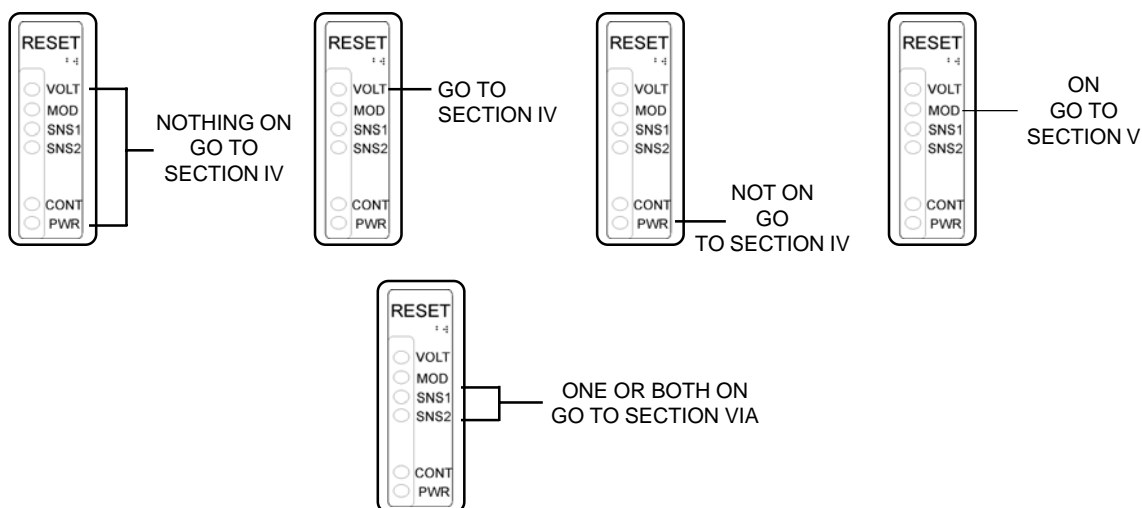 RESET
VOLT
MOD
SNS1
SNS2
CONT
PWR
NOTHING ON
GO TO
SECTION IV
RESET
VOLT
MOD
SNS1
SNS2
CONT
PWR
GO TO
SECTION IV
RESET
VOLT
MOD
SNS1
SNS2
CONT
PWR
NOT ON
GO
TO SECTION IV
RESET
VOLT
MOD
SNS1
SNS2
CONT
PWR
ON
GO TO
SECTION V
RESET
VOLT
MOD
SNS1
SNS2
CONT
PWR
ONE OR BOTH ON
GO TO SECTION VIA